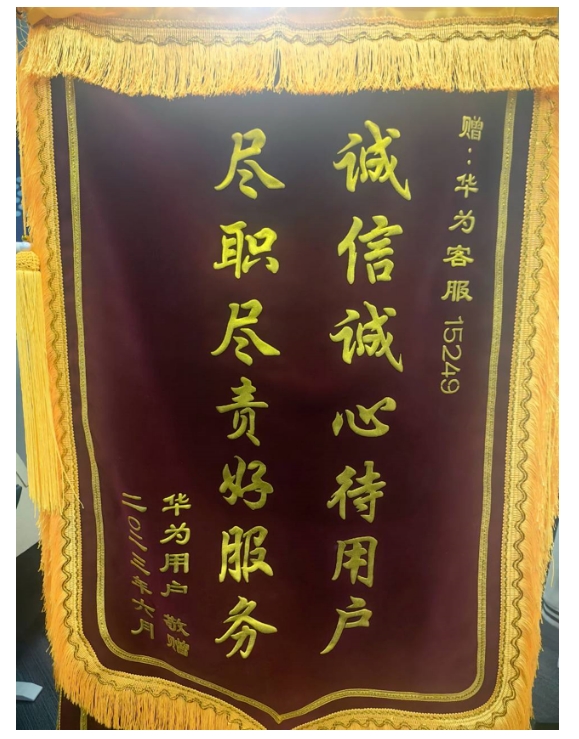 赠：华为客服 15249
诚信诚心待用户
尽职尽责好服务
华为用户 敬赠
二〇二三年六月